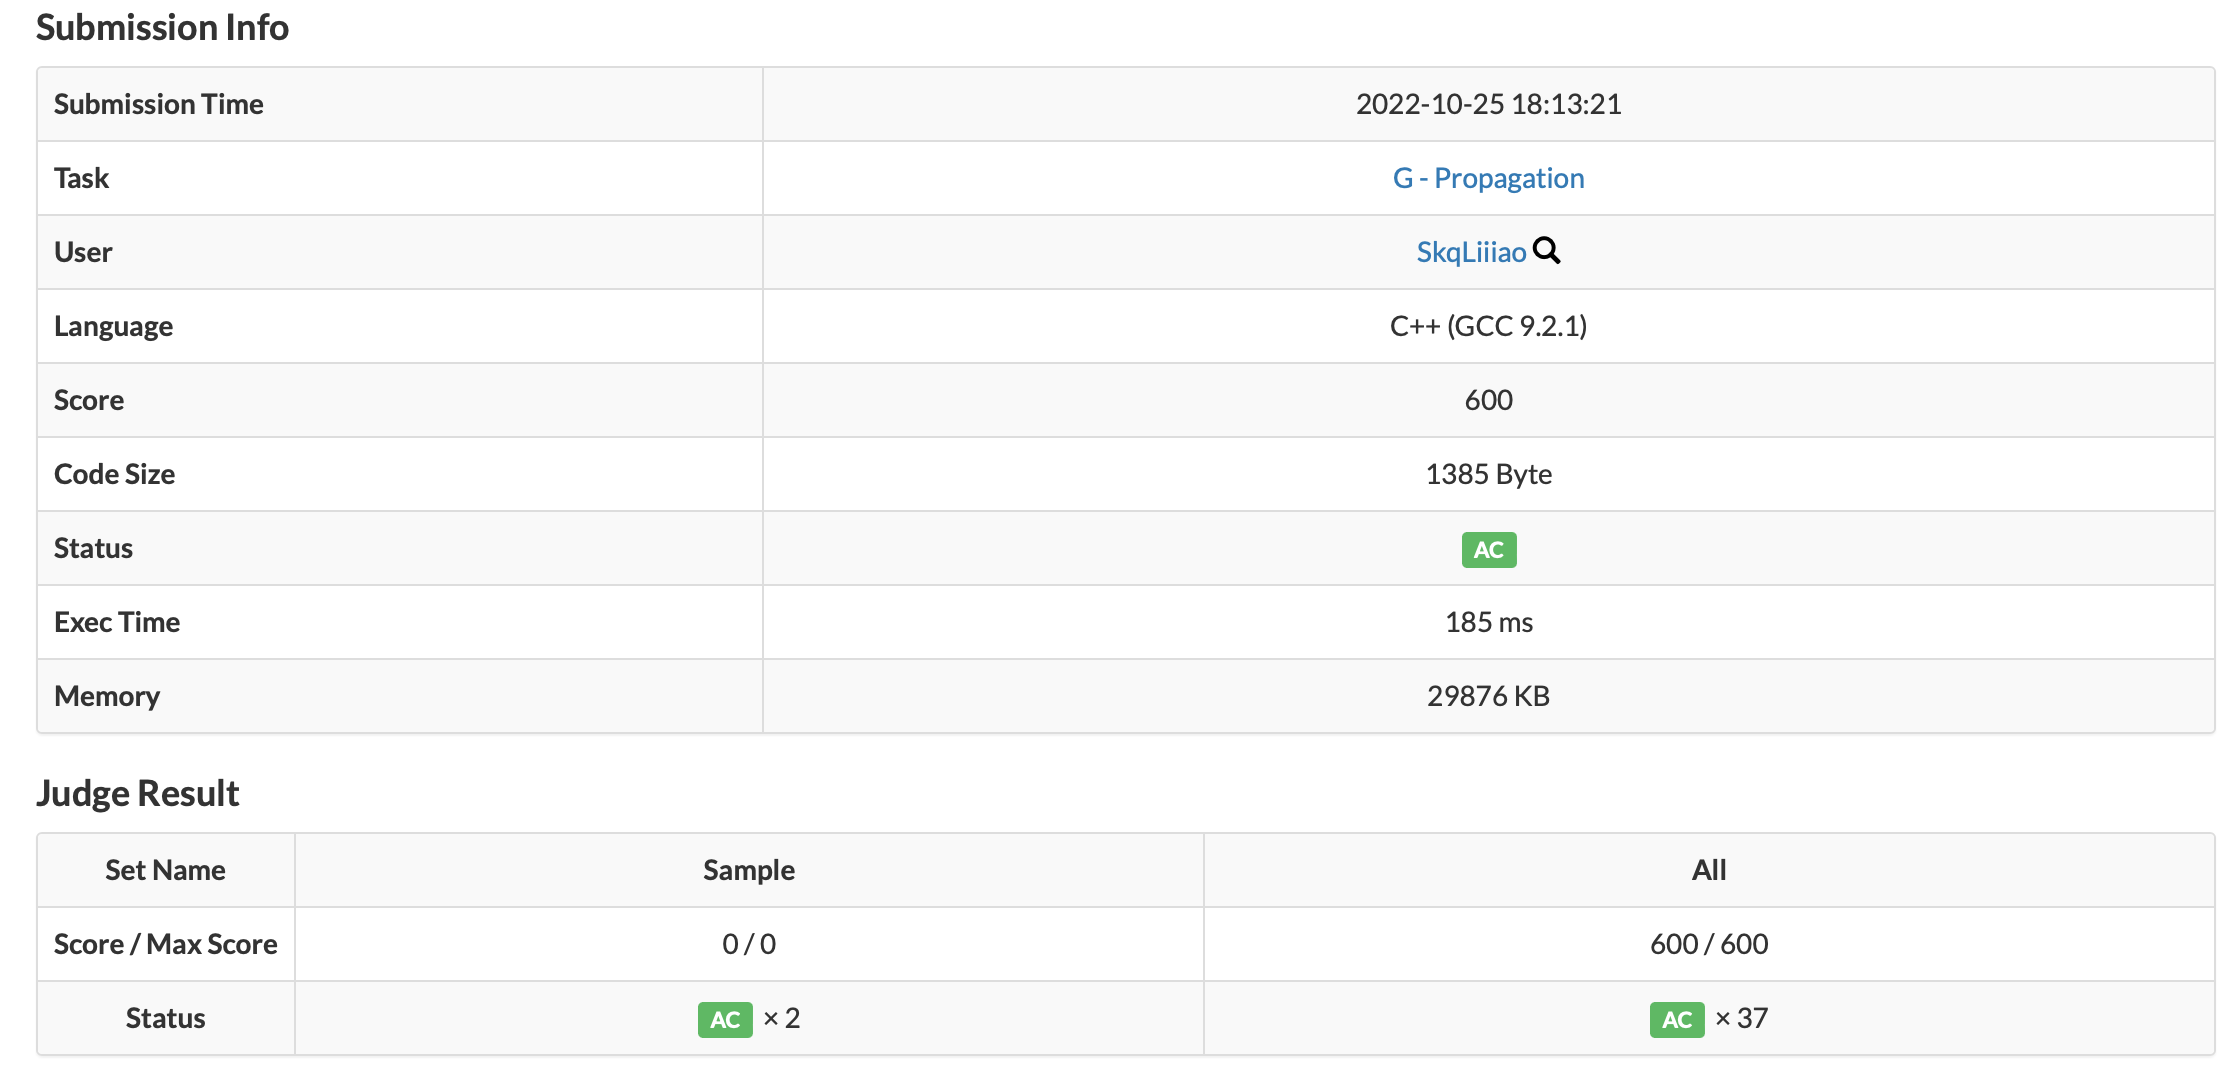 Submission Info
Submission Time 2022-10-25 18:13:21
Task G - Propagation
User SkqLiiiao
Language C++ (GCC 9.2.1)
Score 600
Code Size 1385 Byte
Status AC
Exec Time 185 ms
Memory 29876 KB
Judge Result
Set Name Sample All
Score / Max Score 0 / 0 600 / 600
Status AC × 2 AC × 37